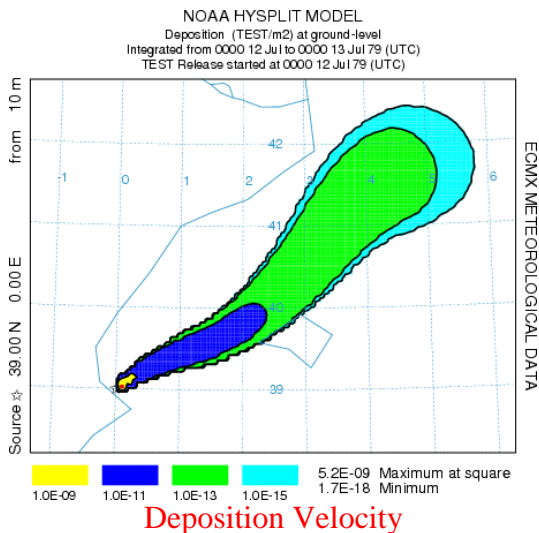 NOAA HYSPLIT MODEL
Deposition (TEST/m2) at ground-level
Integrated from 0000 12 Jul to 0000 13 Jul 79 (UTC)
TEST Release started at 0000 12 Jul 79 (UTC)
Source ☆ 39.00 N 0.00 E from 10 m
42
-1 0 1 2 3 4 5 6
41
40
39
ECMX METEOROLOGICAL DATA
1.0E-09 1.0E-11 1.0E-13 1.0E-15
5.2E-09 Maximum at square
1.7E-18 Minimum
Deposition Velocity